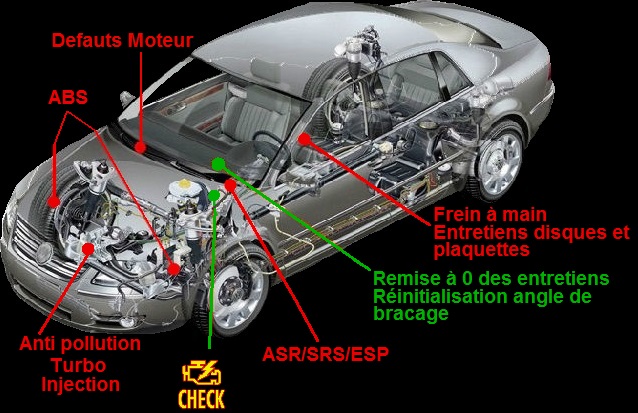 Defauts Moteur
ABS
Frein à main
Entretiens disques et
plaquettes
Remise à 0 des entretiens
Réinitialisation angle de
bracage
Anti pollution
Turbo
Injection
ASR/SRS/ESP
CHECK